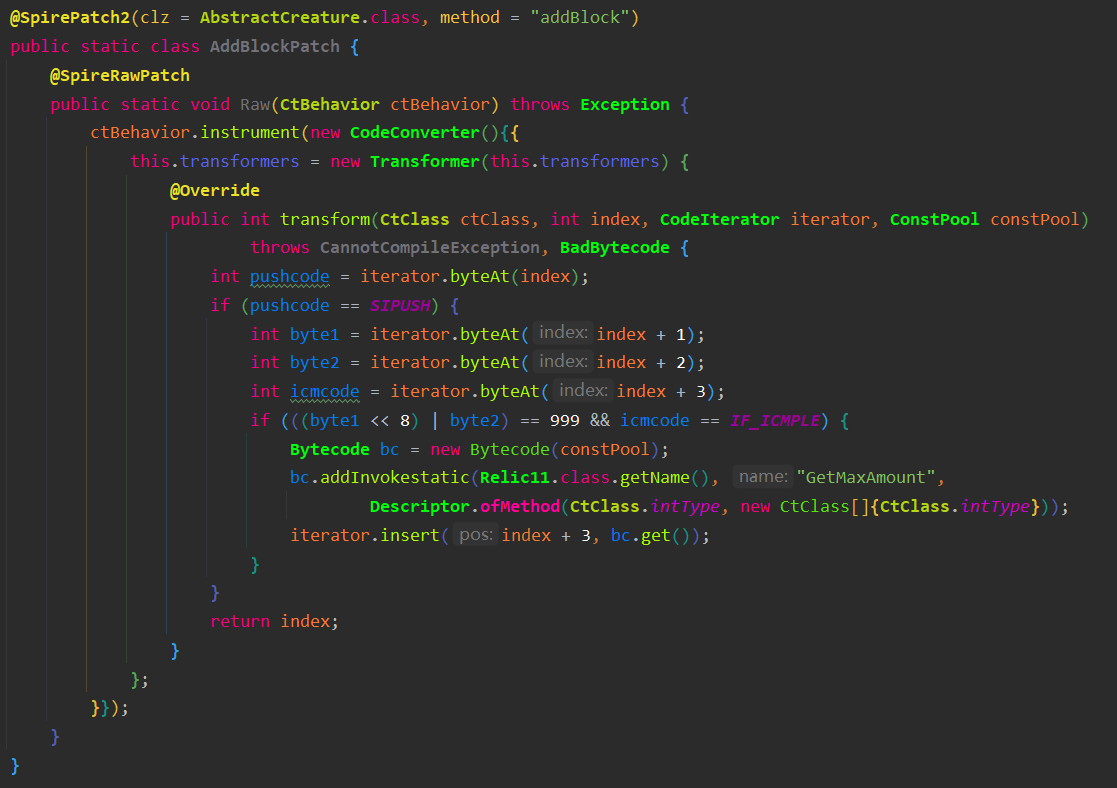 @SpirePatch2(clz = AbstractCreature.class, method = "addBlock")
public static class AddBlockPatch {
    @SpireRawPatch
    public static void Raw(CtBehavior ctBehavior) throws Exception {
        ctBehavior.instrument(new CodeConverter(){{
            this.transformers = new Transformer(this.transformers) {
                @Override
                public int transform(CtClass ctClass, int index, CodeIterator iterator, ConstPool constPool)
                        throws CannotCompileException, BadBytecode {
                    int pushcode = iterator.byteAt(index);
                    if (pushcode == SIPUSH) {
                        int byte1 = iterator.byteAt( index: index + 1);
                        int byte2 = iterator.byteAt( index: index + 2);
                        int icmcode = iterator.byteAt( index: index + 3);
                        if (((byte1 << 8) | byte2) == 999 && icmcode == IF_ICMPLE) {
                            Bytecode bc = new Bytecode(constPool);
                            bc.addInvokestatic(Relic11.class.getName(), name: "GetMaxAmount",
                                    Descriptor.ofMethod(CtClass.intType, new CtClass[]{CtClass.intType}));
                            iterator.insert( pos: index + 3, bc.get());
                        }
                    }
                    return index;
                }
            };
        }});
    }
}